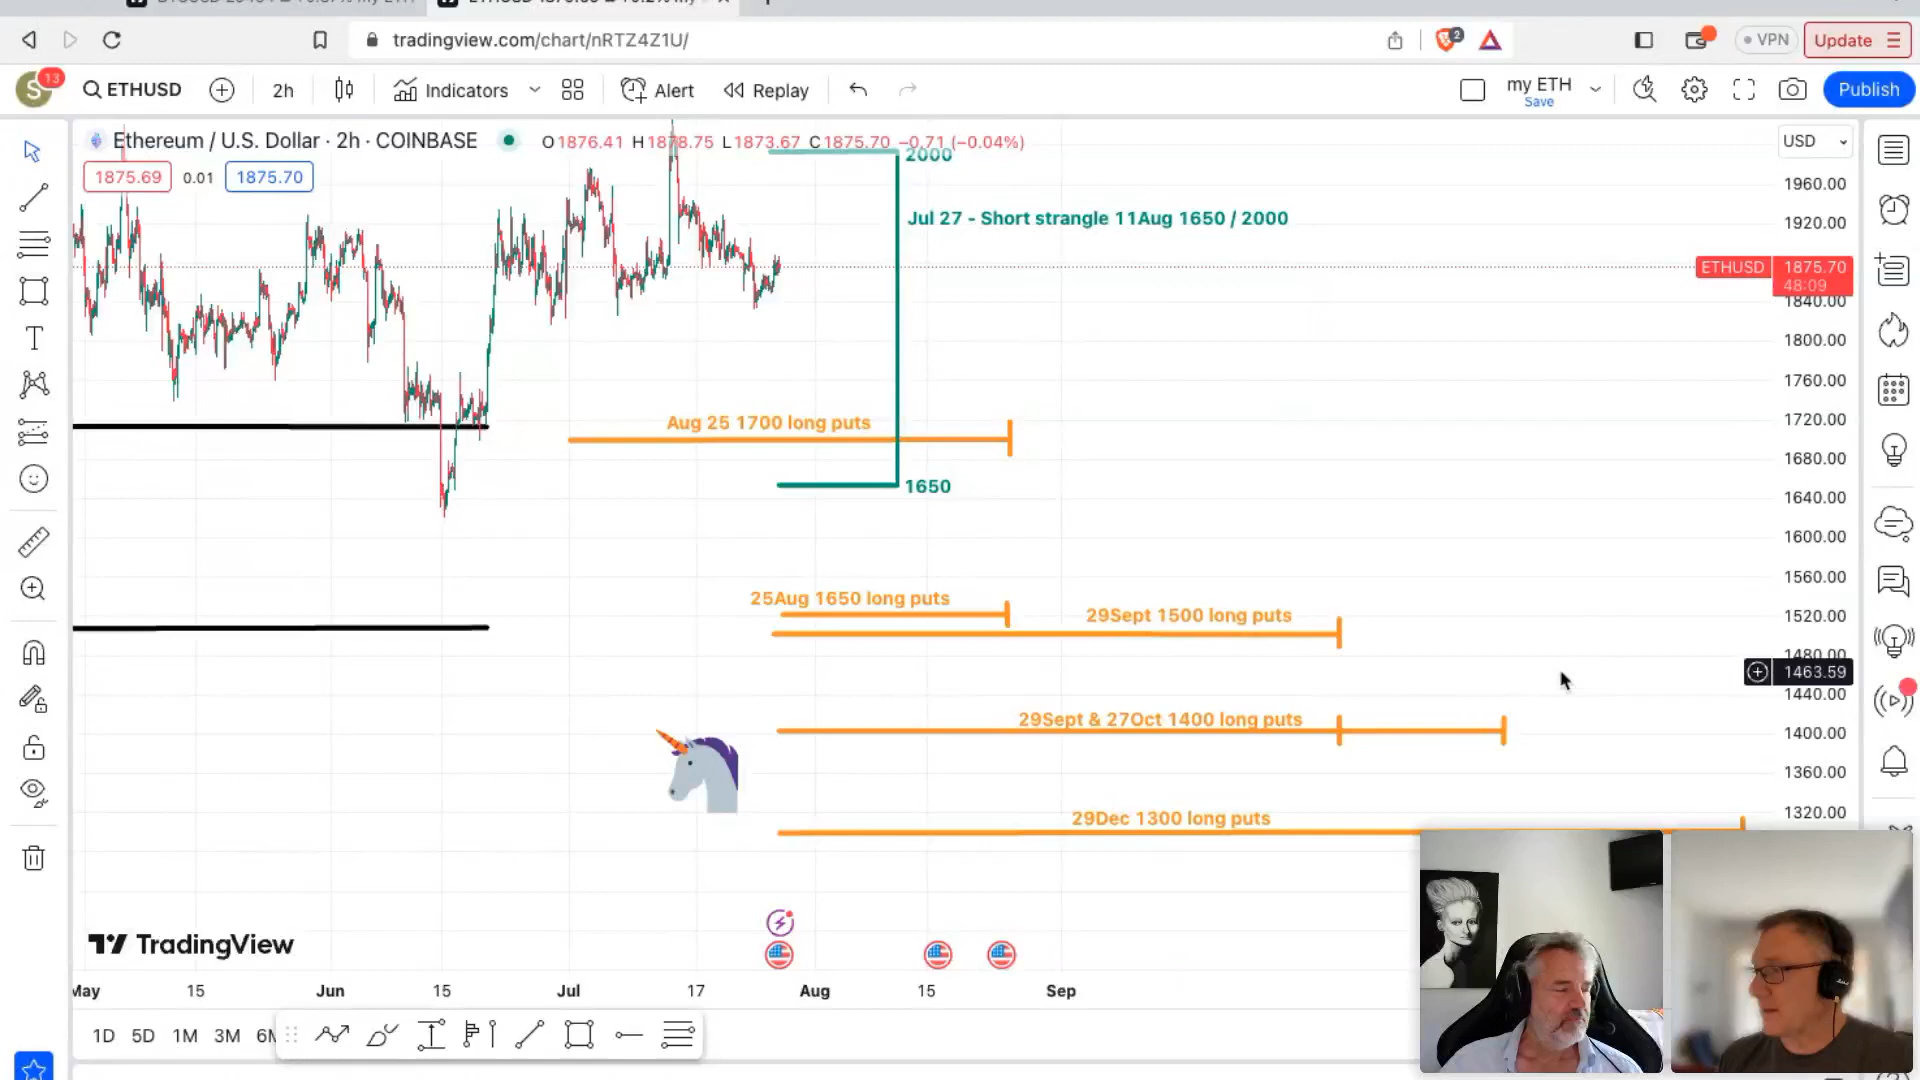 tradingview.com/chart/nRTZ4Z1U/
2
VPN
Update
S
13
ETHUSD
2h
Indicators
Alert
Replay
my ETH
Save
Publish
Ethereum / U.S. Dollar · 2h · COINBASE
O1876.41 H1878.75 L1873.67 C1875.70 −0.71 (−0.04%)
USD
2000
1875.69
0.01
1875.70
1960.00
Jul 27 - Short strangle 11Aug 1650 / 2000
1920.00
ETHUSD
1875.70
48:09
1840.00
1800.00
1760.00
Aug 25 1700 long puts
1720.00
1680.00
1650
1640.00
1600.00
1560.00
25Aug 1650 long puts
29Sept 1500 long puts
1520.00
1480.00
1463.59
1440.00
29Sept & 27Oct 1400 long puts
1400.00
1360.00
29Dec 1300 long puts
1320.00
TradingView
May
15
Jun
15
Jul
17
Aug
15
Sep
1D
5D
1M
3M